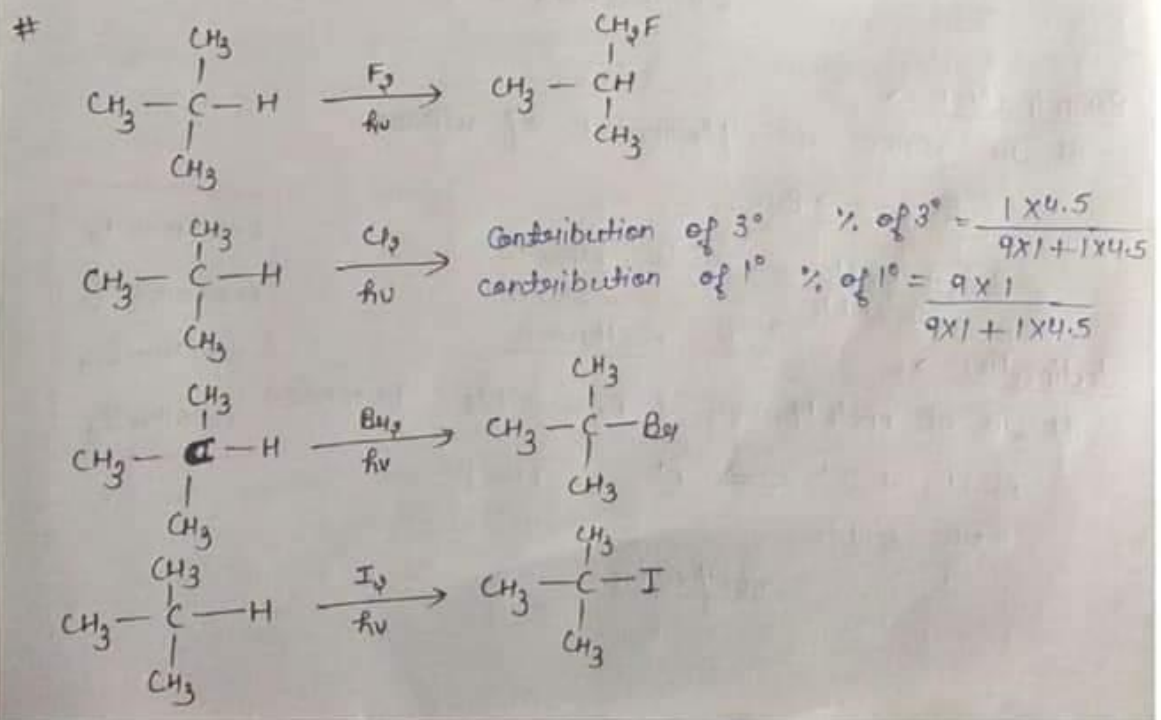 #
CH₃
CH₃ — C — H
CH₃
F₂
hν
CH₂F
CH₃ — CH
CH₃
CH₃
CH₃ — C — H
CH₃
Cl₂
hν
Contribution of 3° % of 3° = 1×4.5 / 9×1+1×4.5
contribution of 1° % of 1° = 9×1 / 9×1+1×4.5
CH₃
CH₃ — C — H
CH₃
Br₂
hν
CH₃
CH₃ — C — Br
CH₃
CH₃
CH₃ — C — H
CH₃
I₂
hν
CH₃
CH₃ — C — I
CH₃